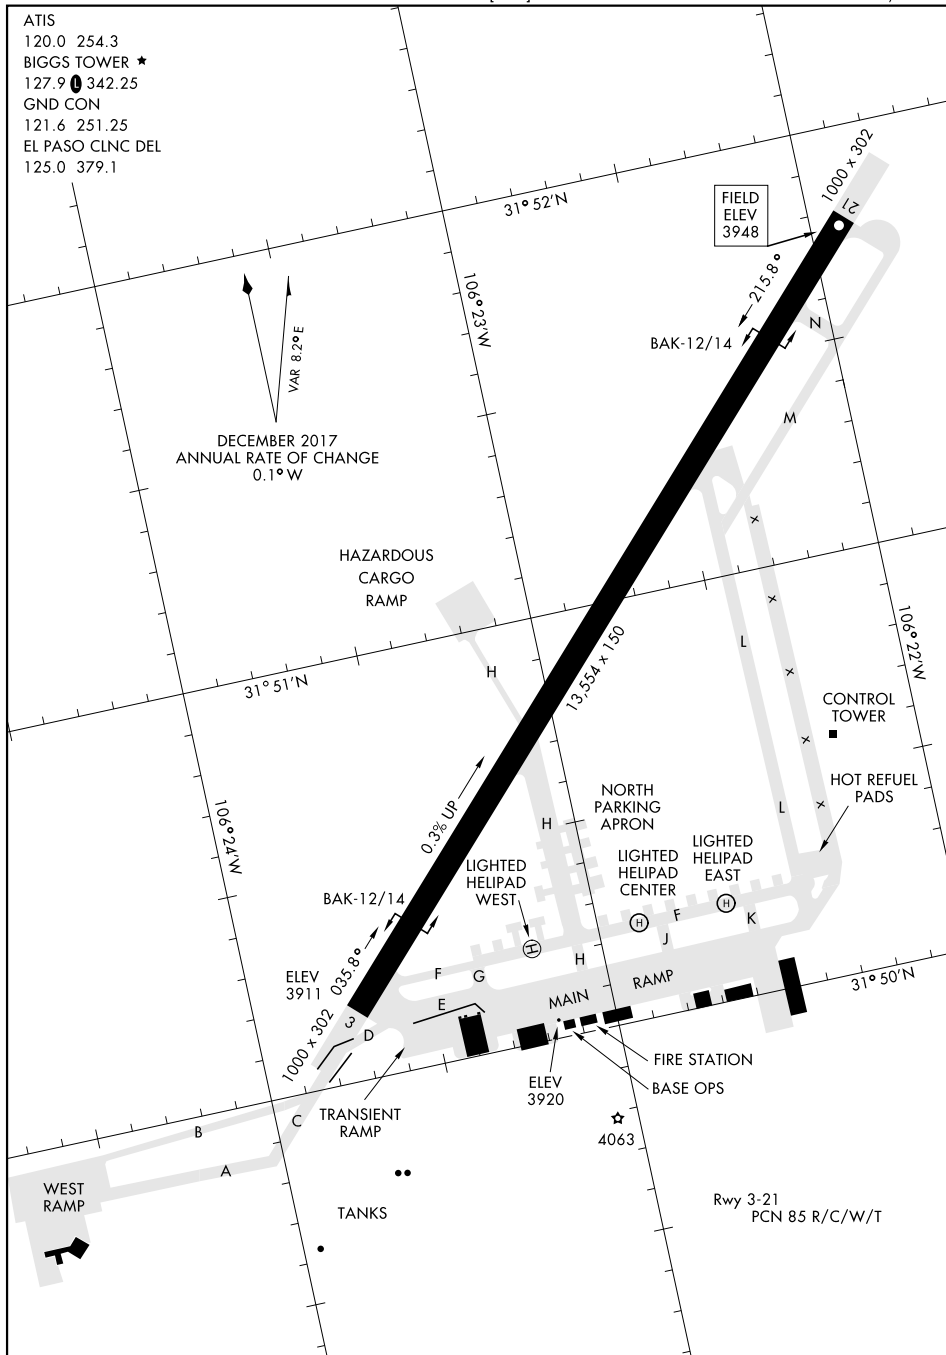 ATIS
120.0 254.3
BIGGS TOWER ★
127.9 Ⓛ 342.25
GND CON
121.6 251.25
EL PASO CLNC DEL
125.0 379.1
1000 x 302
21
31°52'N
FIELD
ELEV
3948
215.8°
106°23'W
VAR 8.2° E
N
BAK-12/14
M
DECEMBER 2017
ANNUAL RATE OF CHANGE
0.1° W
HAZARDOUS
CARGO
RAMP
x
x
106°22'W
13,554 x 150
L
H
x
31°51'N
CONTROL
TOWER
x
HOT REFUEL
PADS
NORTH
PARKING
APRON
L
x
0.3% UP
H
106°24'W
LIGHTED
HELIPAD
EAST
LIGHTED
HELIPAD
CENTER
LIGHTED
HELIPAD
WEST
BAK-12/14
H
H
F
K
J
H
H
035.8°
ELEV
3911
F
G
RAMP
31°50'N
MAIN
E
3
D
1000 x 302
FIRE STATION
BASE OPS
ELEV
3920
TRANSIENT
RAMP
C
B
4063
A
WEST
RAMP
TANKS
Rwy 3-21
PCN 85 R/C/W/T